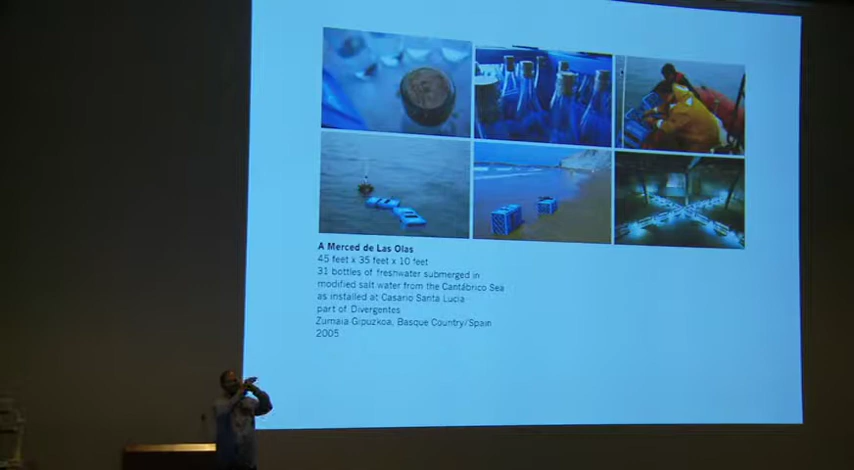 A Merced de Las Olas
45 feet x 35 feet x 10 feet
31 bottles of freshwater submerged in
modified salt water from the Cantábrico Sea
as installed at Casario Santa Lucia
part of Divergentes
Zumaia Gipuzkoa, Basque Country/Spain
2005